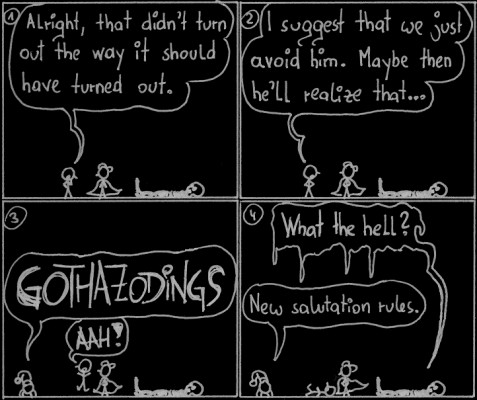 1
Alright, that didn't turn
out the way it should
have turned out.
2
I suggest that we just
avoid him. Maybe then
he'll realize that...
3
GOTHAZODINGS
AAH!
4
What the hell?
New salutation rules.